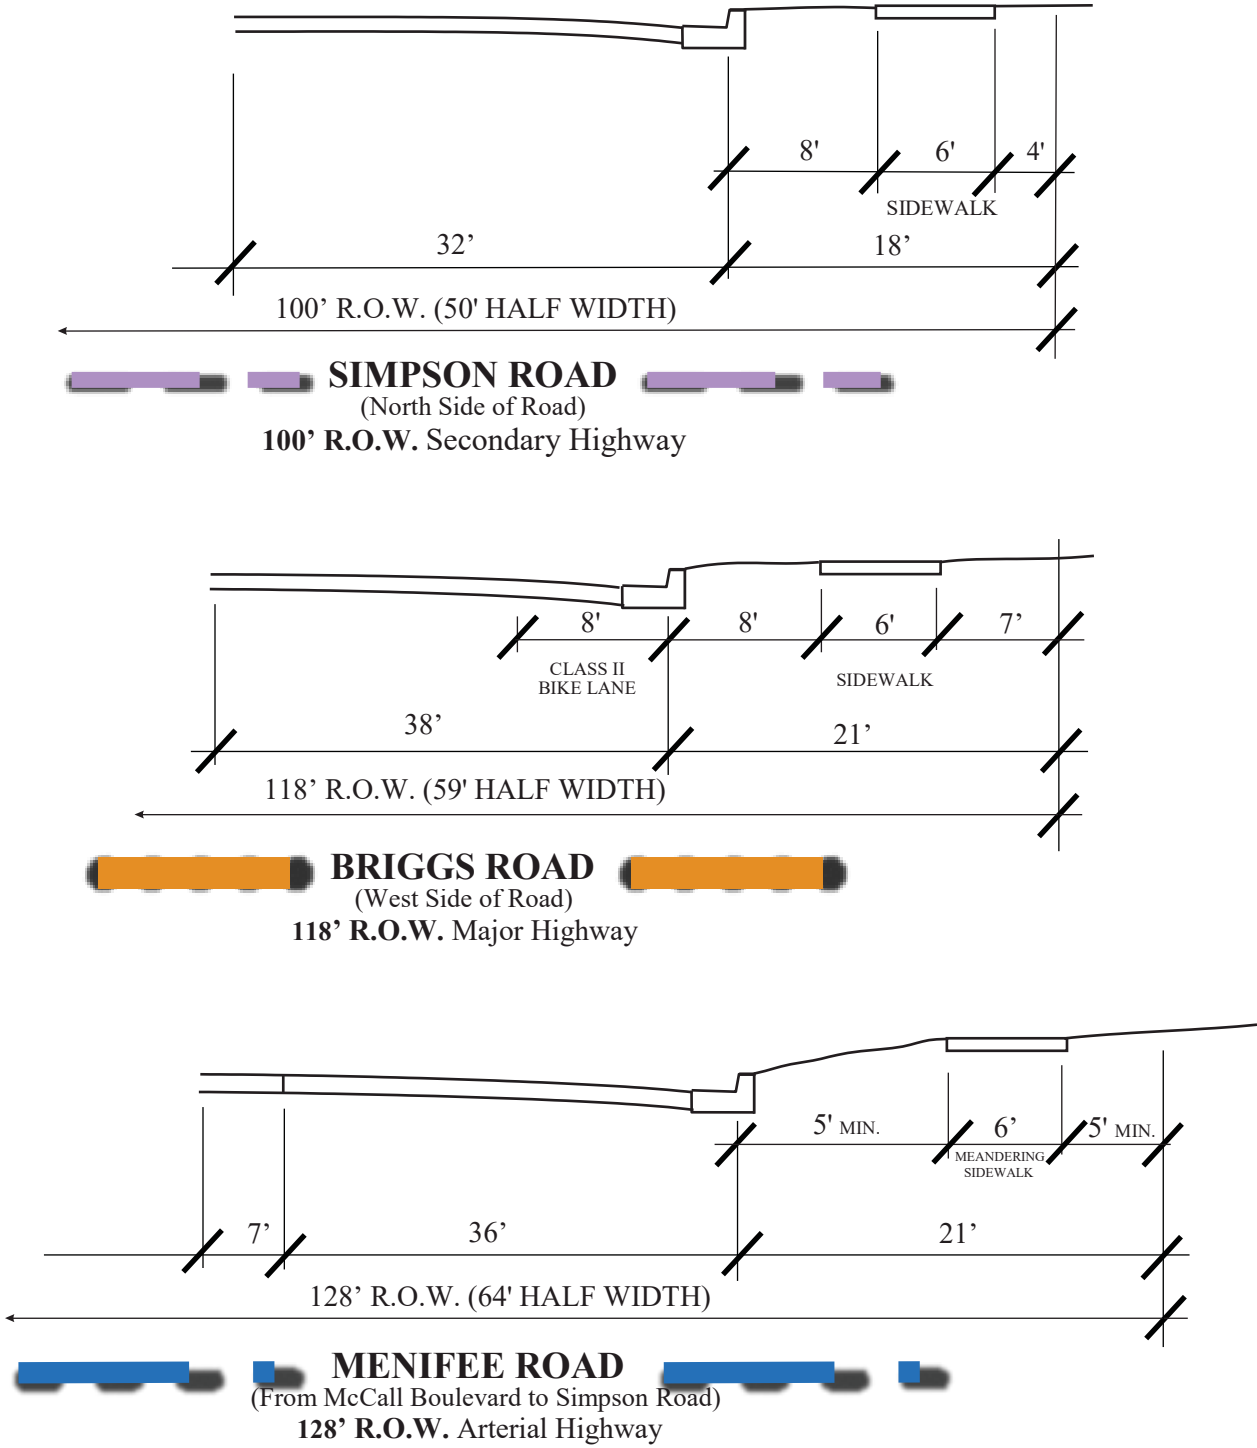 8' 6' 4'
SIDEWALK
32’ 18’
100’ R.O.W. (50' HALF WIDTH)
SIMPSON ROAD
(North Side of Road)
100’ R.O.W. Secondary Highway
8' 8' 6' 7'
CLASS II
BIKE LANE
SIDEWALK
38’ 21’
118’ R.O.W. (59' HALF WIDTH)
BRIGGS ROAD
(West Side of Road)
118’ R.O.W. Major Highway
5' MIN. 6’ 5' MIN.
MEANDERING
SIDEWALK
7’ 36’ 21’
128’ R.O.W. (64' HALF WIDTH)
MENIFEE ROAD
(From McCall Boulevard to Simpson Road)
128’ R.O.W. Arterial Highway